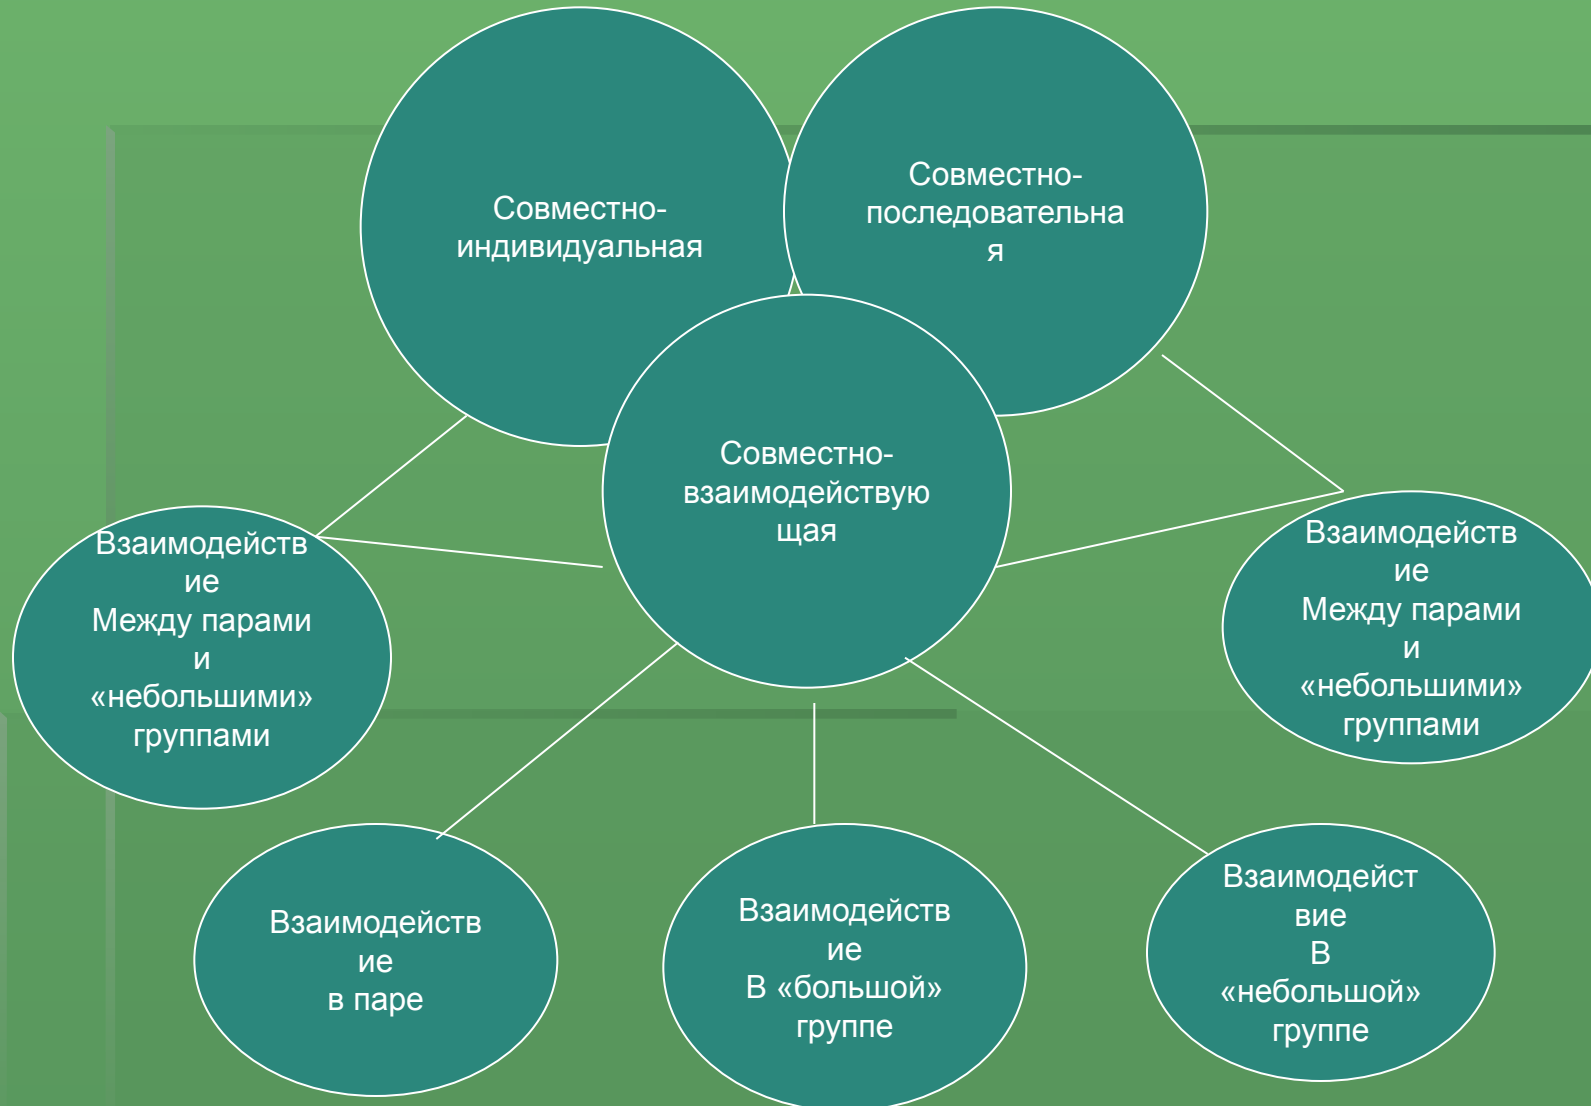 Совместно-
индивидуальная
Совместно-
последовательна
я
Совместно-
взаимодействую
щая
Взаимодейств
ие
Между парами
и
«небольшими»
группами
Взаимодейств
ие
Между парами
и
«небольшими»
группами
Взаимодейств
ие
в паре
Взаимодейств
ие
В «большой»
группе
Взаимодейст
вие
В
«небольшой»
группе